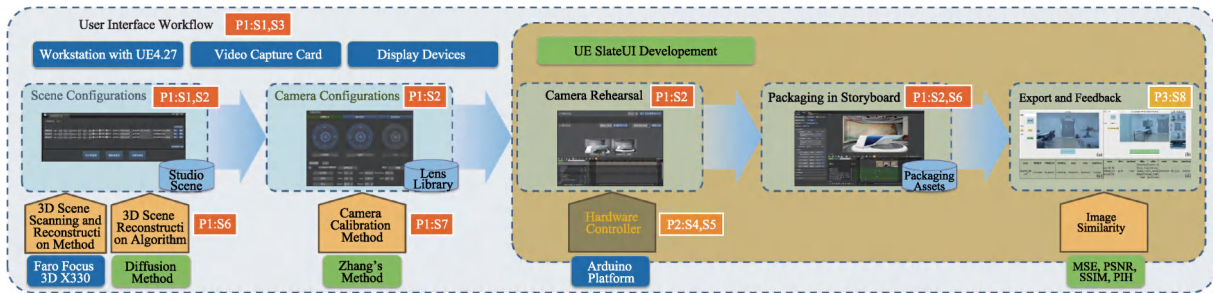 User Interface Workflow
P1:S1,S3
Workstation with UE4.27
Video Capture Card
Display Devices
UE SlateUI Developement
Scene Configurations
P1:S1,S2
Camera Configurations
P1:S2
Camera Rehearsal
P1:S2
Packaging in Storyboard
P1:S2,S6
Export and Feedback
P3:S8
Studio
Scene
Lens
Library
Packaging
Assets
(a)
(b)
3D Scene
Scanning and
Reconstructi
on Method
3D Scene
Reconstructi
on Algorithm
P1:S6
Camera
Calibration
Method
P1:S7
Hardware
Controller
P2:S4,S5
Image
Similarity
Faro Focus
3D X330
Diffusion
Method
Zhang's
Method
Arduino
Platform
MSE, PSNR,
SSIM, PIH